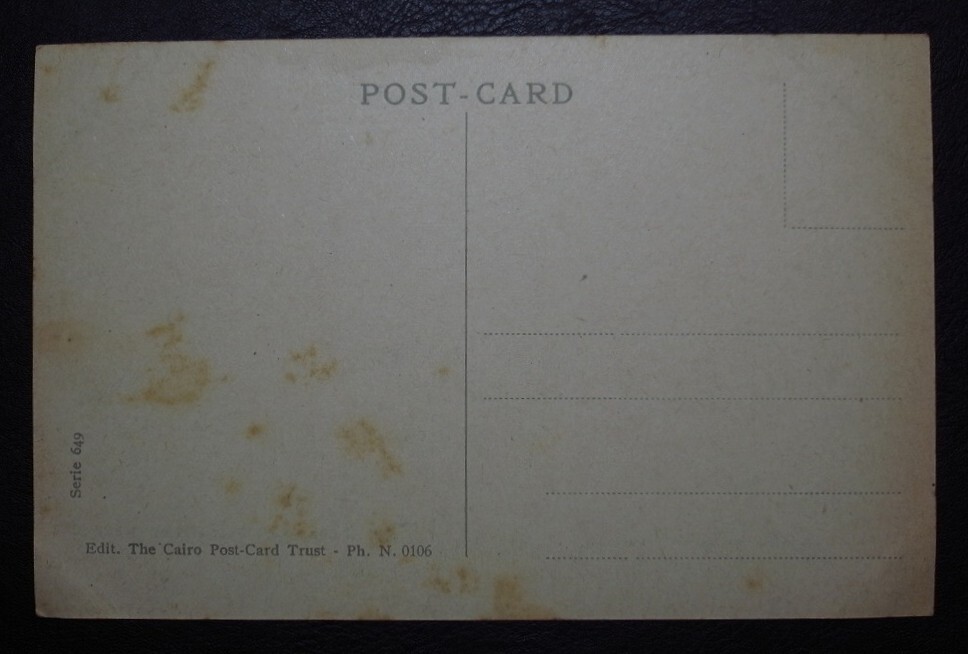 POST-CARD
Serie 649
Edit. The Cairo Post-Card Trust - Ph. N. 0106